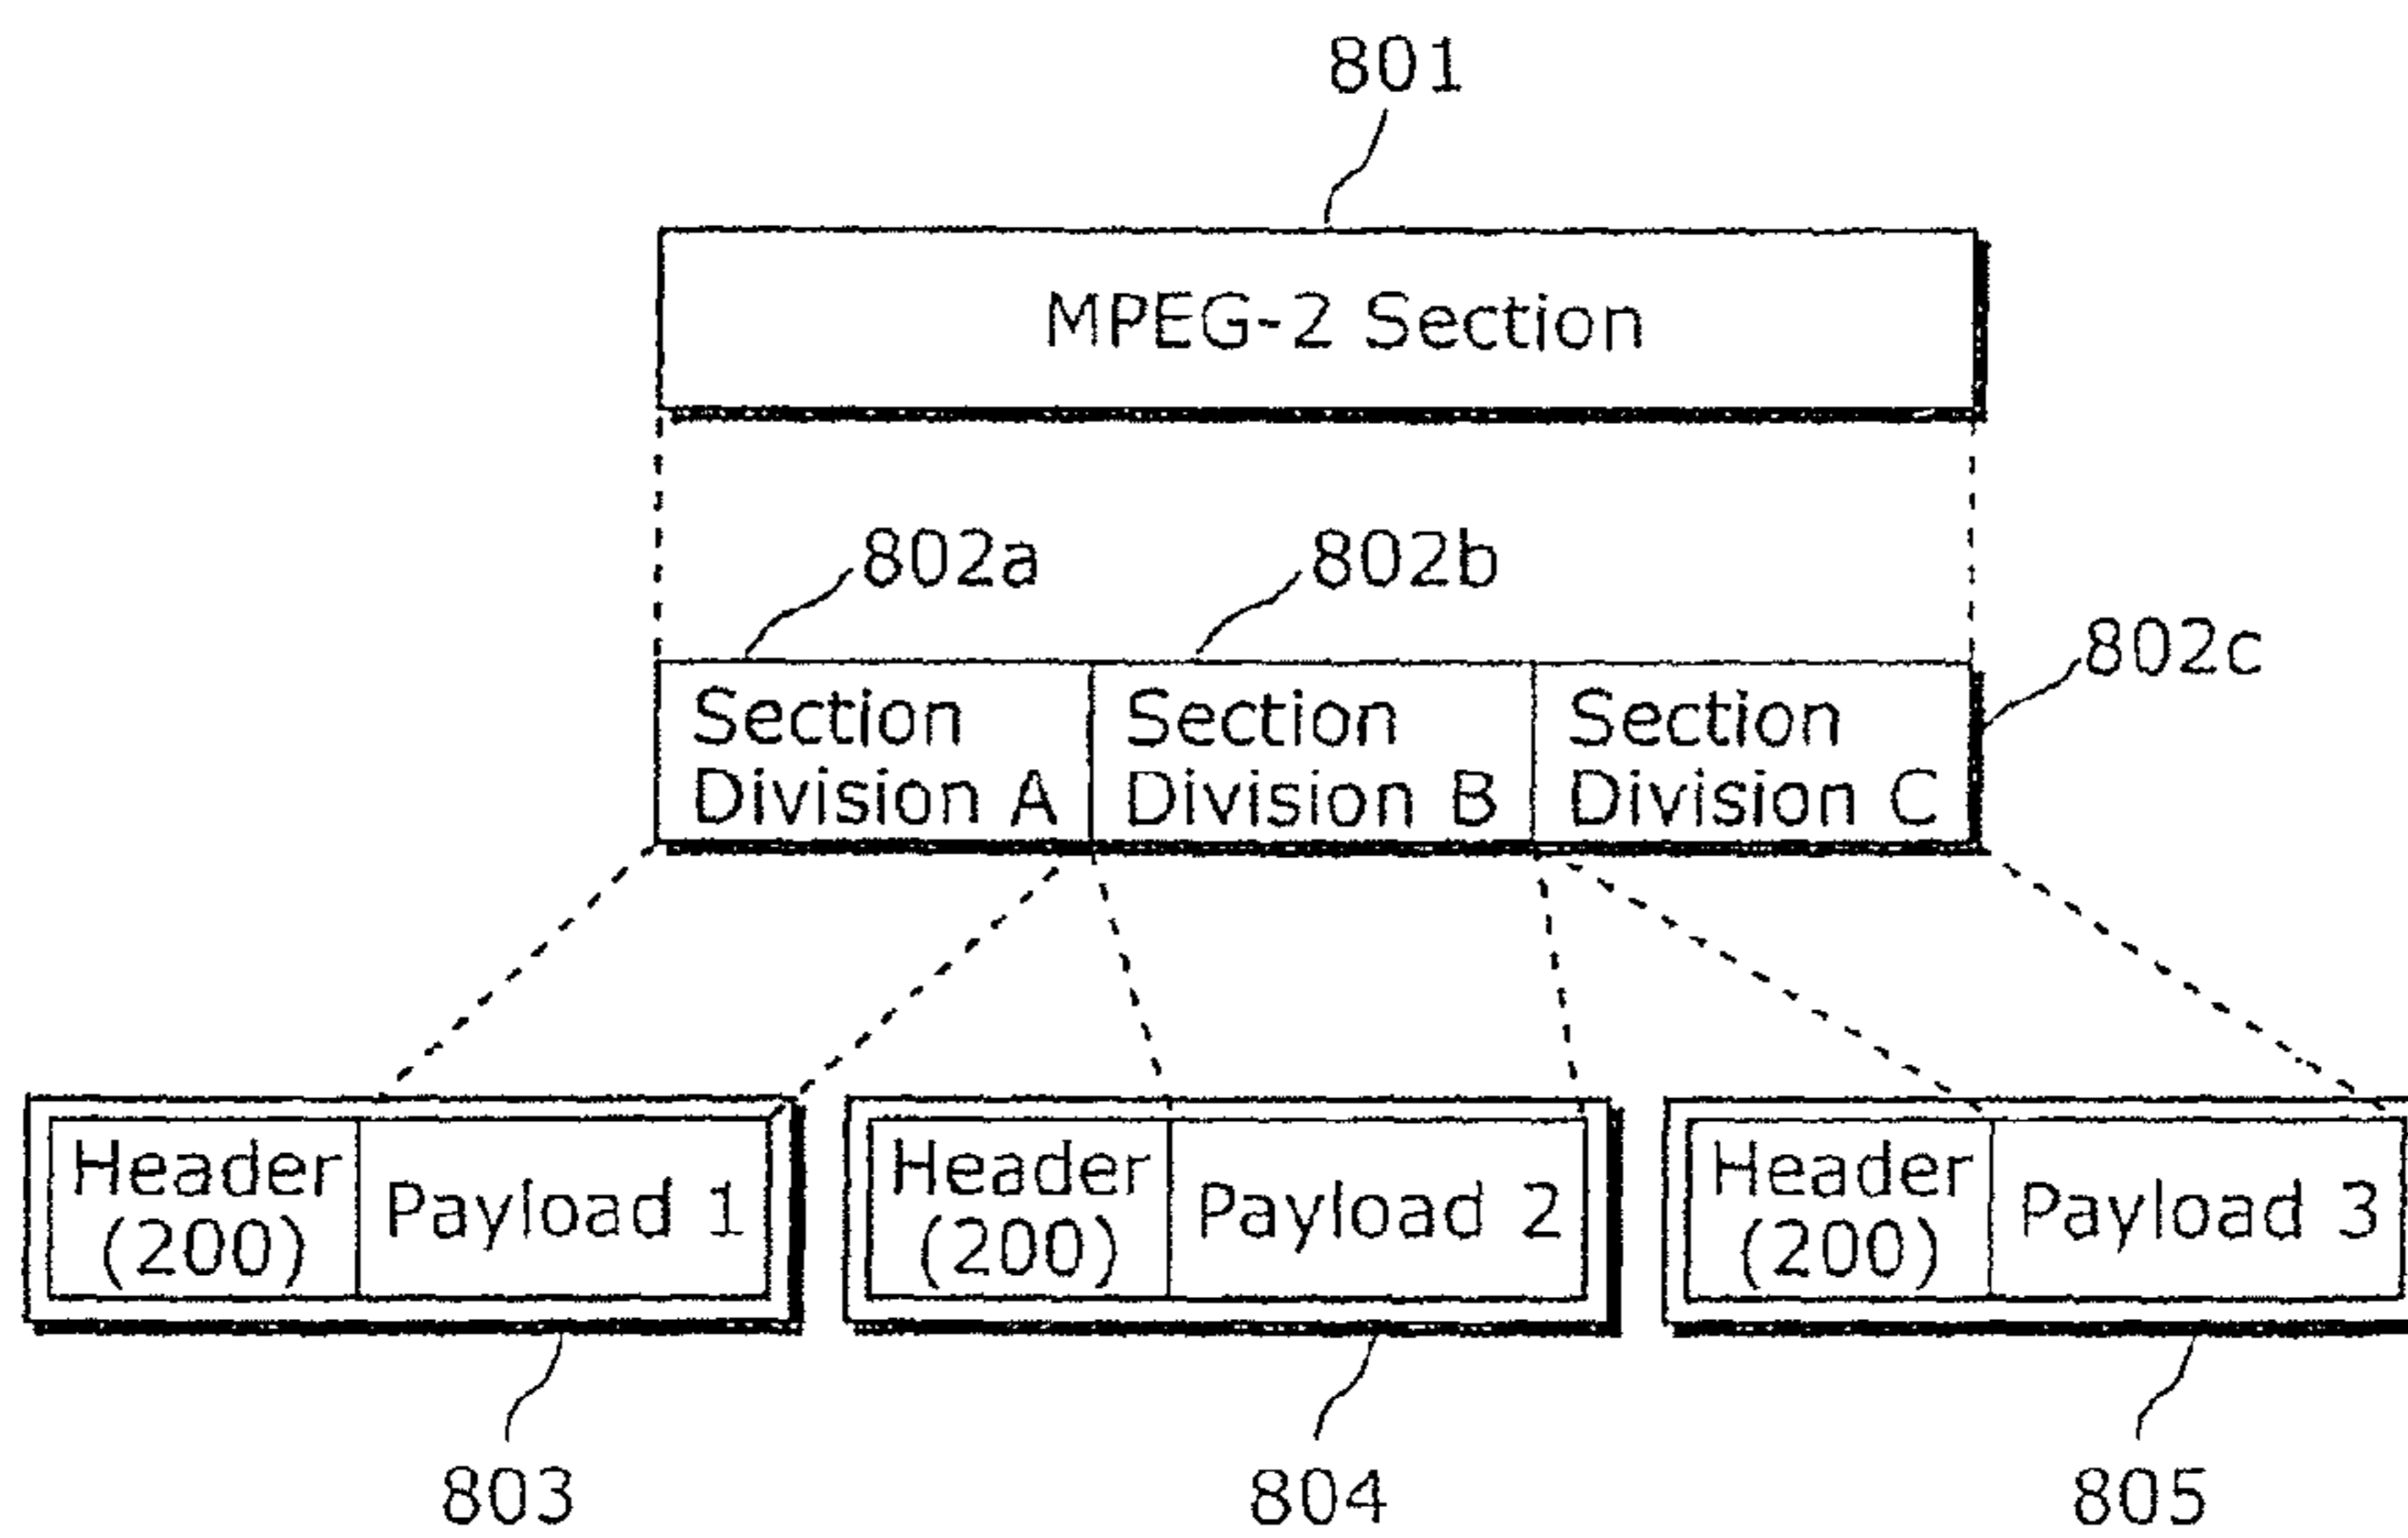 801
MPEG-2 Section
802a
802b
802c
Section
Division A
Section
Division B
Section
Division C
Header
(200)
Payload 1
Header
(200)
Payload 2
Header
(200)
Payload 3
803
804
805